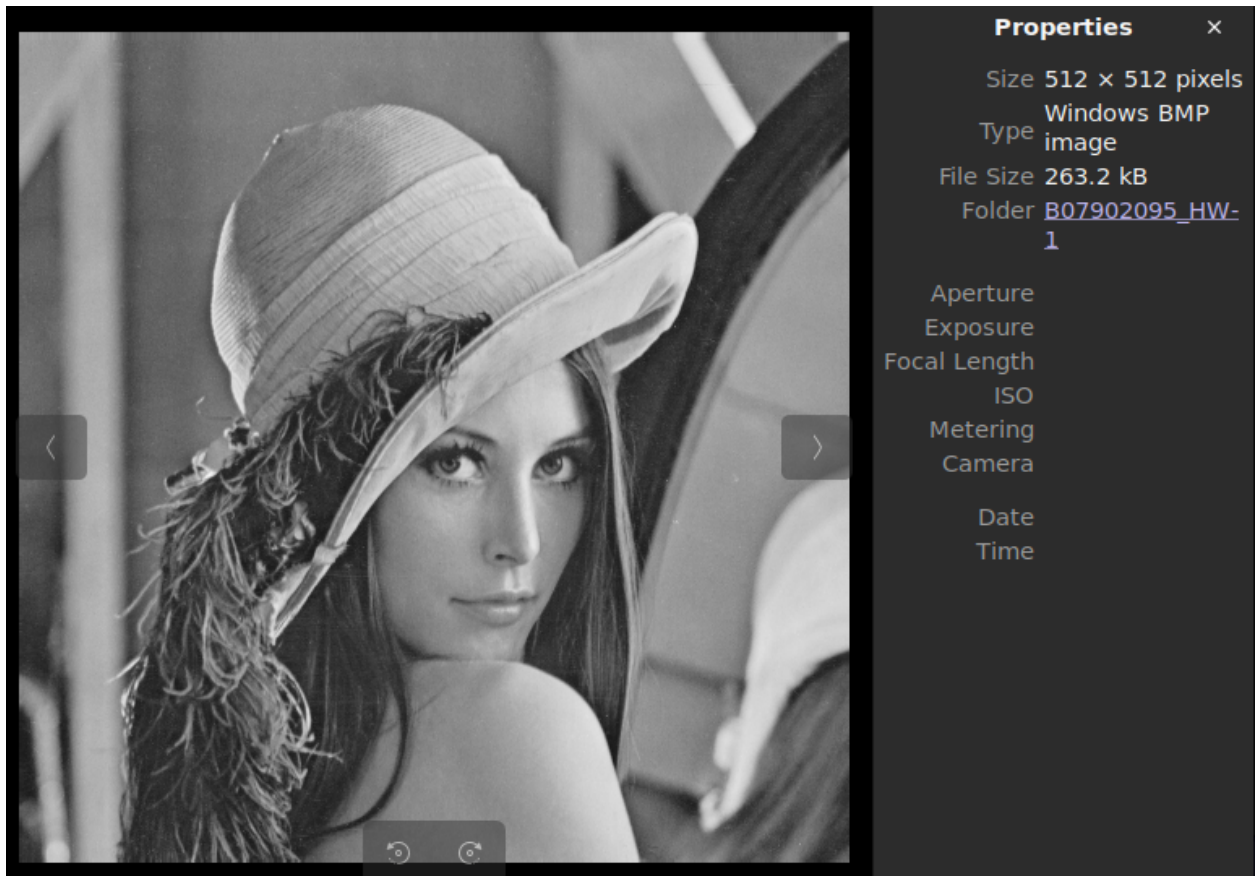 Properties ×
Size 512 × 512 pixels
Type Windows BMP
image
File Size 263.2 kB
Folder B07902095_HW-
1
Aperture
Exposure
Focal Length
ISO
Metering
Camera
Date
Time